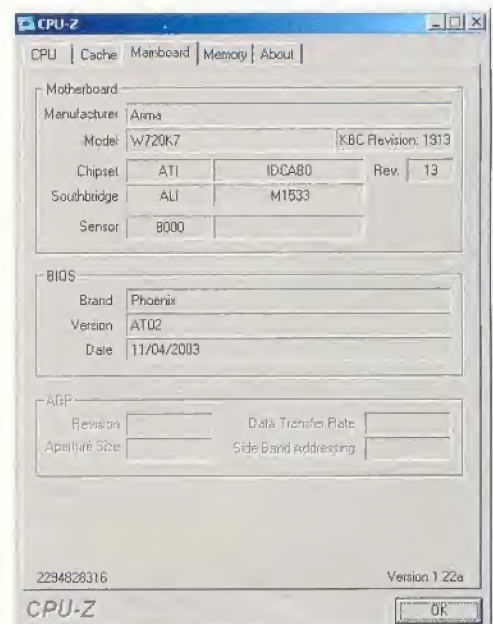 CPU-Z
CPU Cache Mainboard Memory About
Motherboard
Manufacturer Arima
Model W720K7 KBC Revision: 1313
Chipset ATI IDCAB0 Rev. 13
Southbridge ALI M1533
Sensor 8000
BIOS
Brand Phoenix
Version AT02
Date 11/04/2003
AGP
Revision Data Transfer Rate
Aperture Size Side Band Addressing
2294828316 Version 1.22a
CPU-Z OK